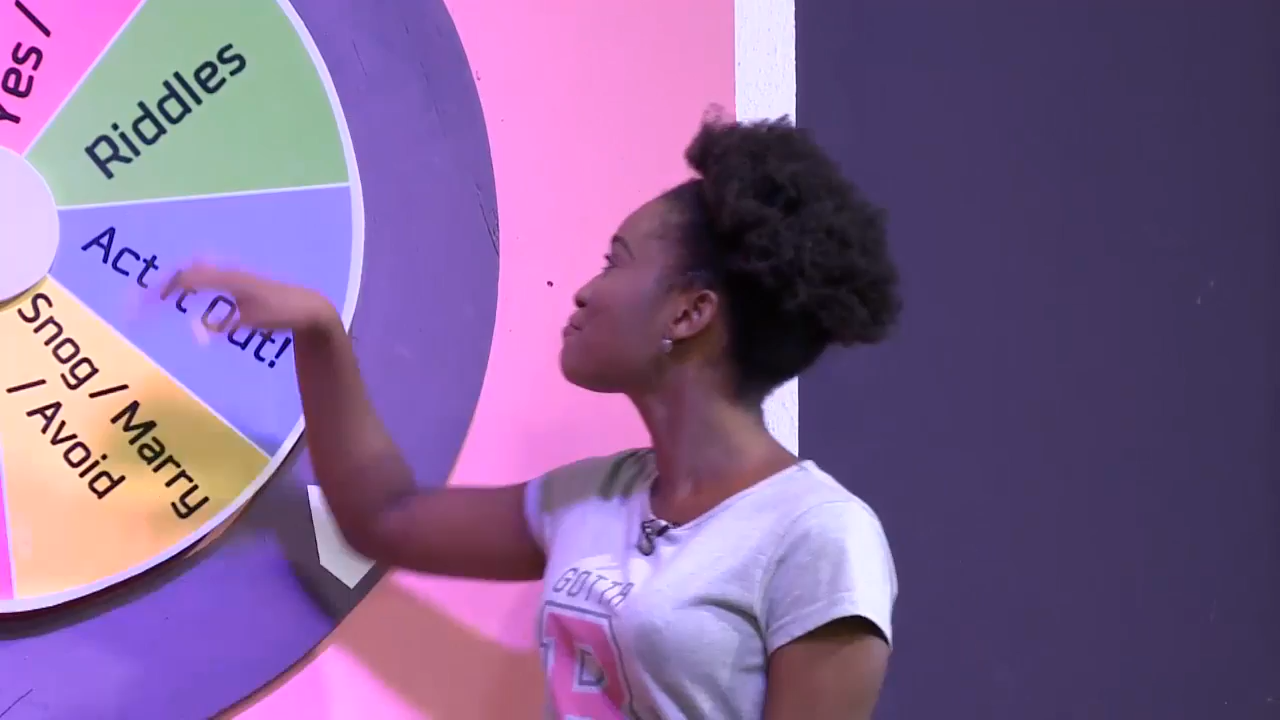 Yes /
Riddles
Act It Out!
Snog / Marry
/ Avoid
GOTTA